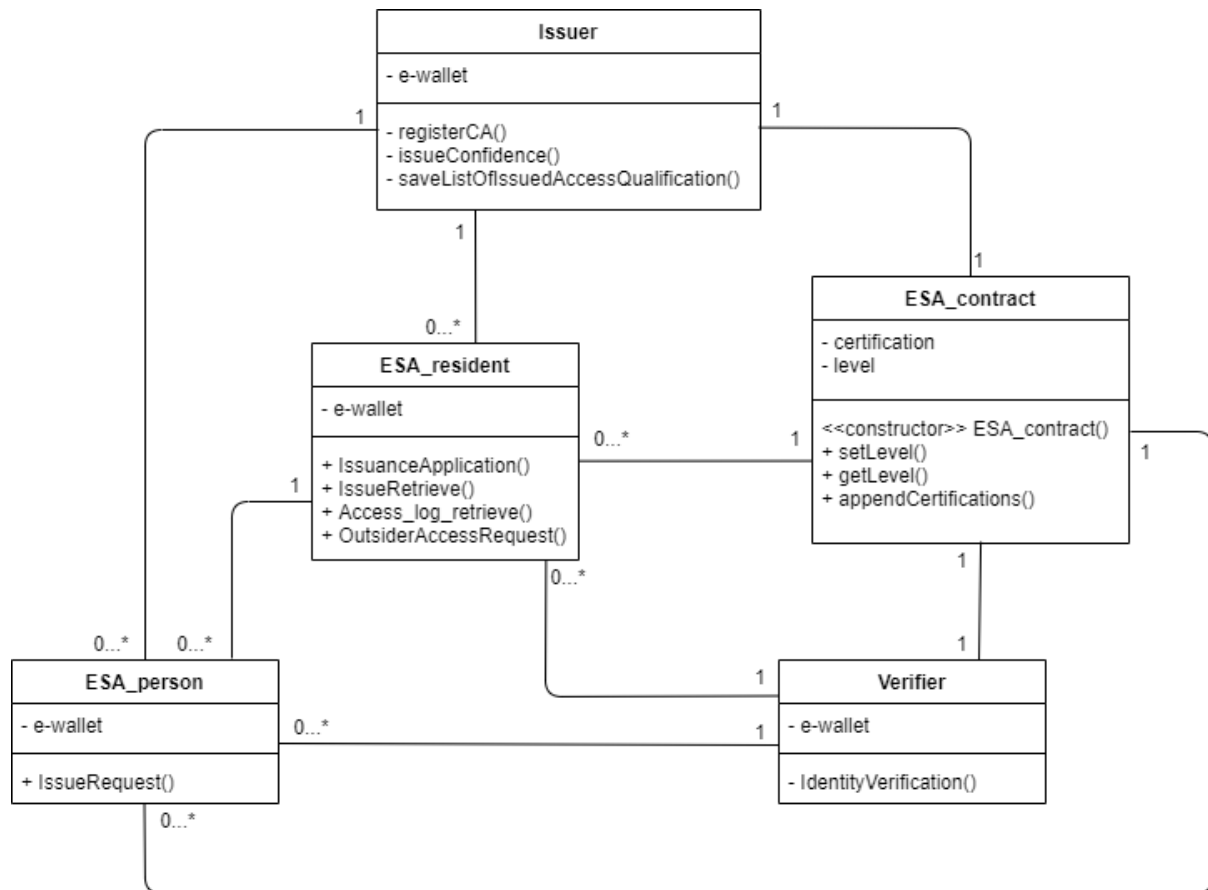 Issuer
- e-wallet
- registerCA()
- issueConfidence()
- saveListOfIssuedAccessQualification()
1
1
1
1
0...*
ESA_contract
- certification
- level
<<constructor>> ESA_contract()
+ setLevel()
+ getLevel()
+ appendCertifications()
ESA_resident
- e-wallet
+ IssuanceApplication()
+ IssueRetrieve()
+ Access_log_retrieve()
+ OutsiderAccessRequest()
0...*
1
1
1
0...*
1
0...*
0...*
1
1
ESA_person
- e-wallet
+ IssueRequest()
0...*
1
Verifier
- e-wallet
- IdentityVerification()
0...*